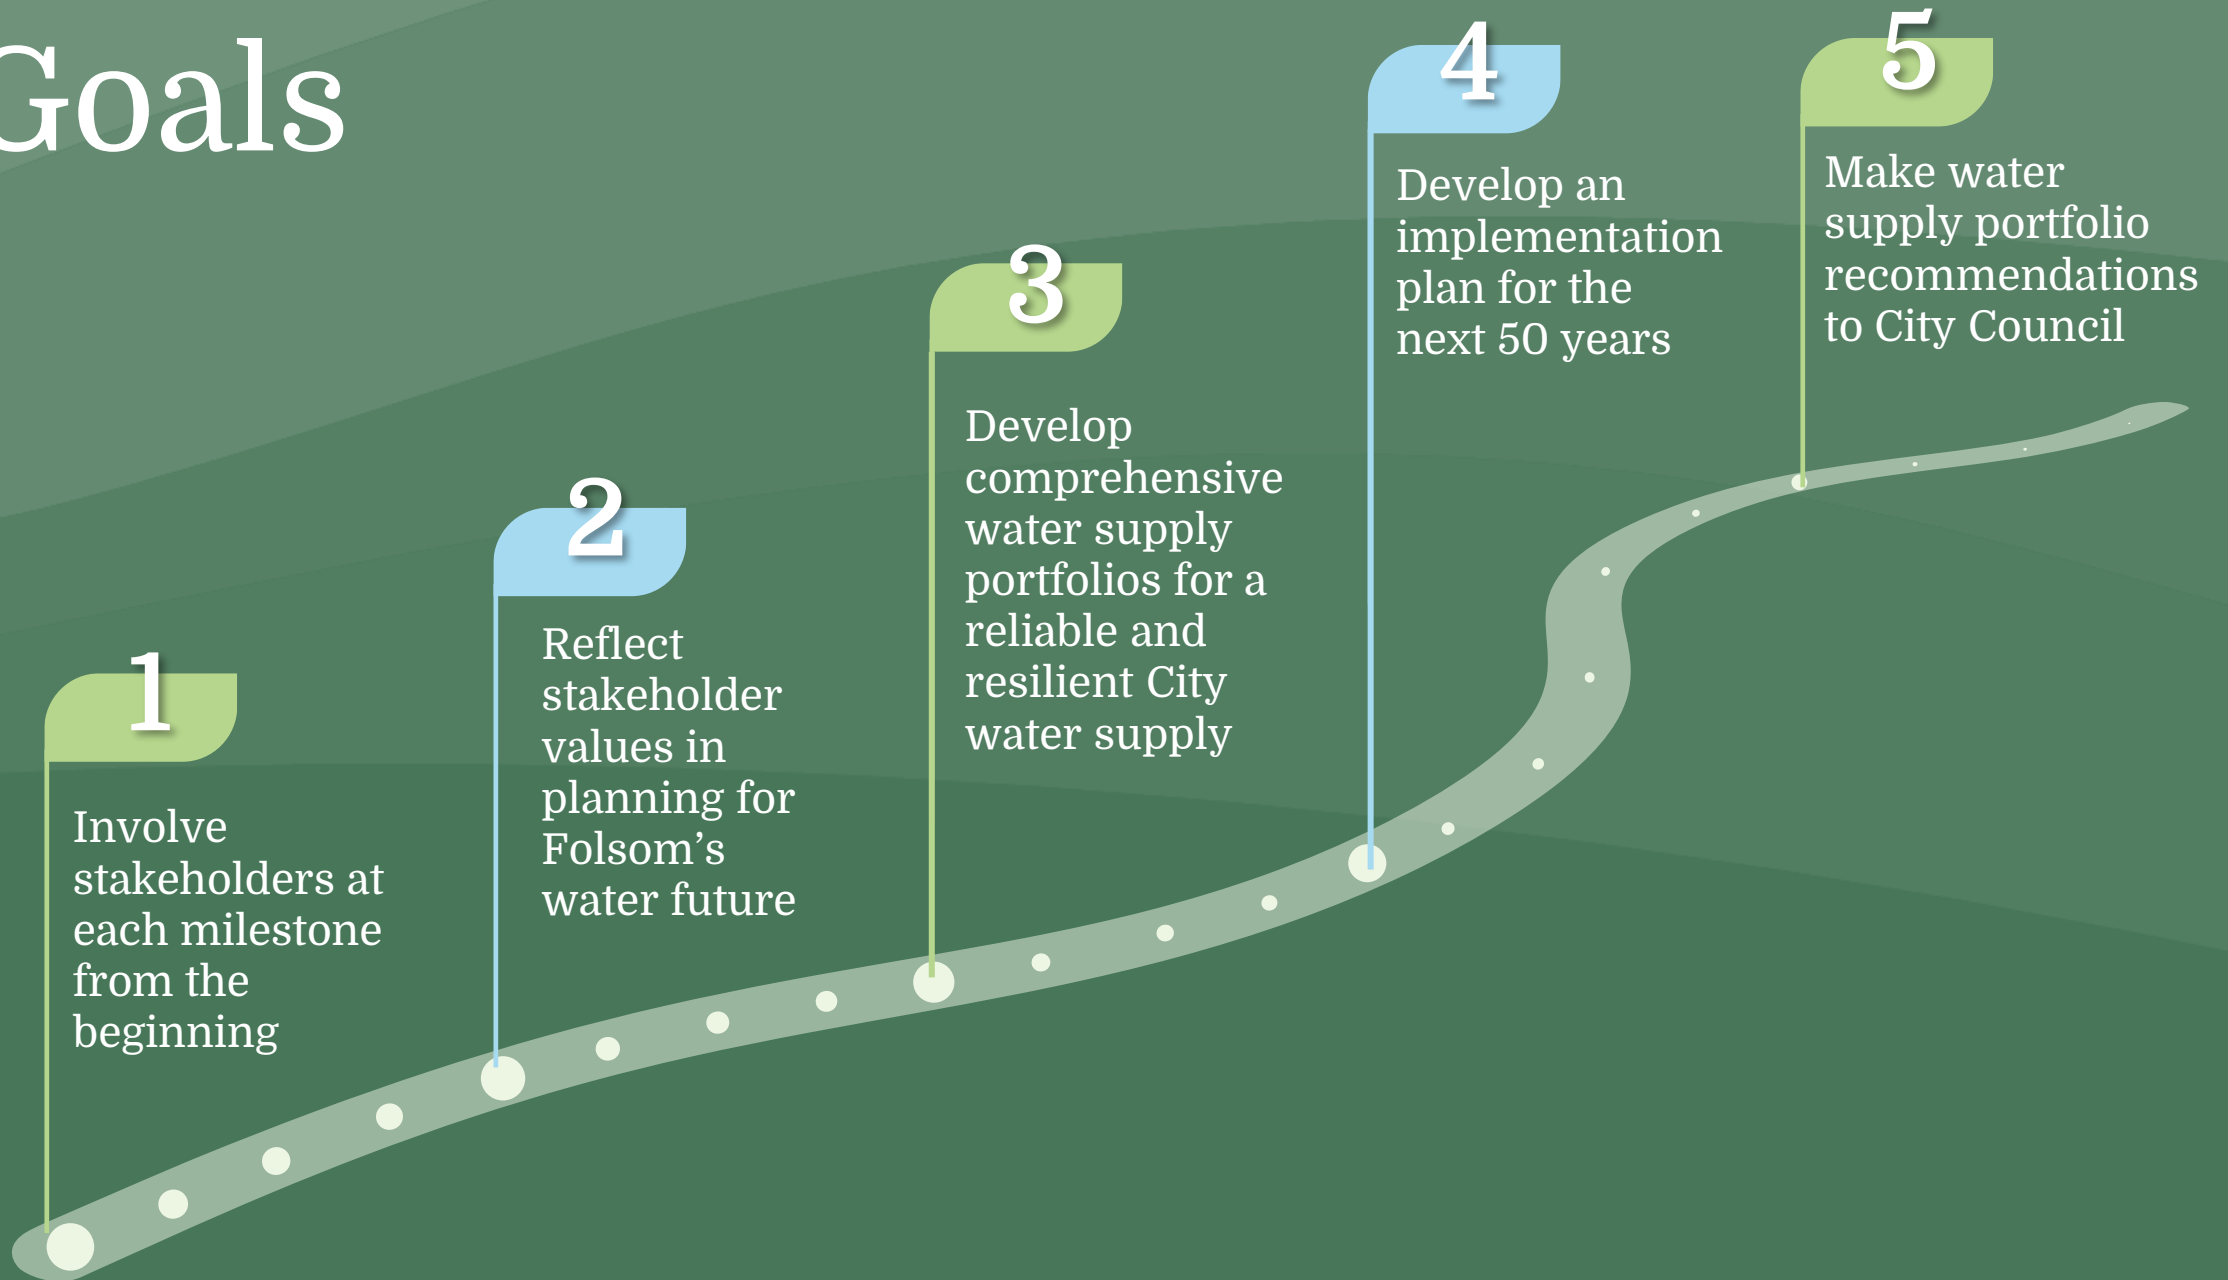 Goals
1
Involve
stakeholders at
each milestone
from the
beginning
2
Reflect
stakeholder
values in
planning for
Folsom’s
water future
3
Develop
comprehensive
water supply
portfolios for a
reliable and
resilient City
water supply
4
Develop an
implementation
plan for the
next 50 years
5
Make water
supply portfolio
recommendations
to City Council